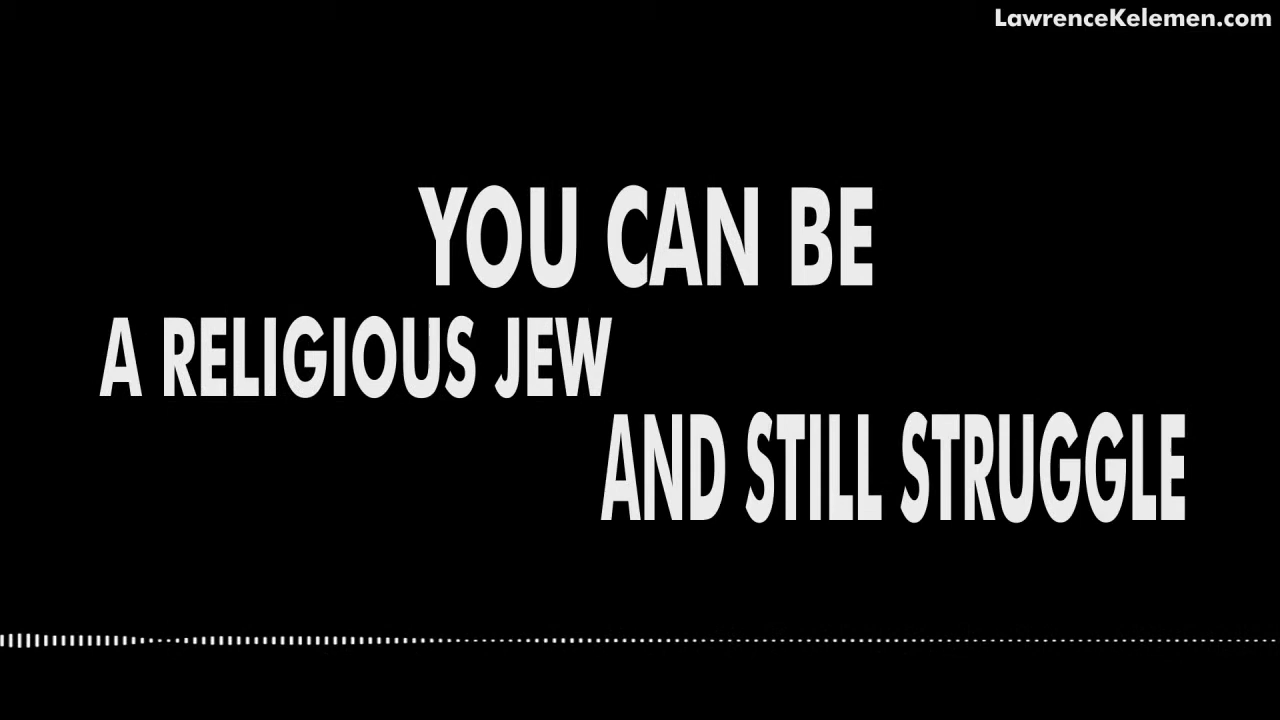 LawrenceKelemen.com
YOU CAN BE
A RELIGIOUS JEW
AND STILL STRUGGLE